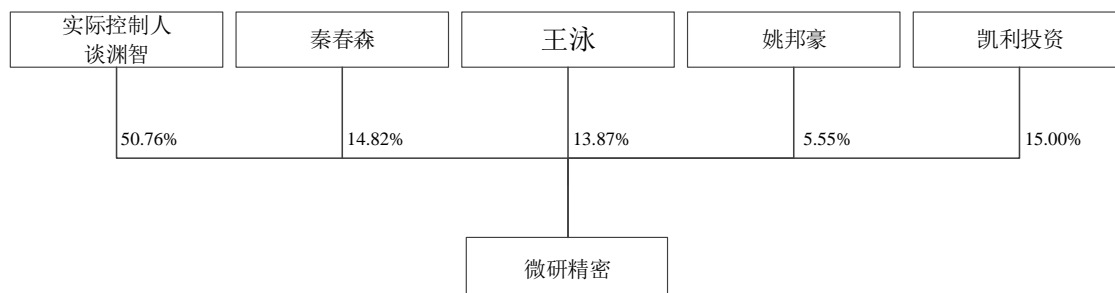 实际控制人
谈渊智
秦春森
王泳
姚邦豪
凯利投资
50.76%
14.82%
13.87%
5.55%
15.00%
微研精密